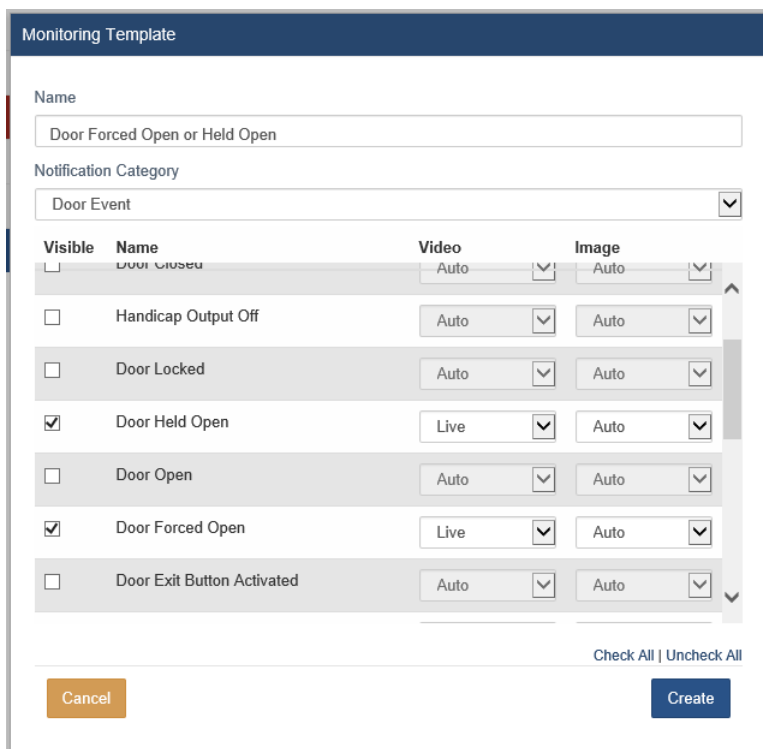 Monitoring Template
Name
Door Forced Open or Held Open
Notification Category
Door Event
Visible Name Video Image
Door Closed Auto Auto
Handicap Output Off Auto Auto
Door Locked Auto Auto
Door Held Open Live Auto
Door Open Auto Auto
Door Forced Open Live Auto
Door Exit Button Activated Auto Auto
Check All | Uncheck All
Cancel Create